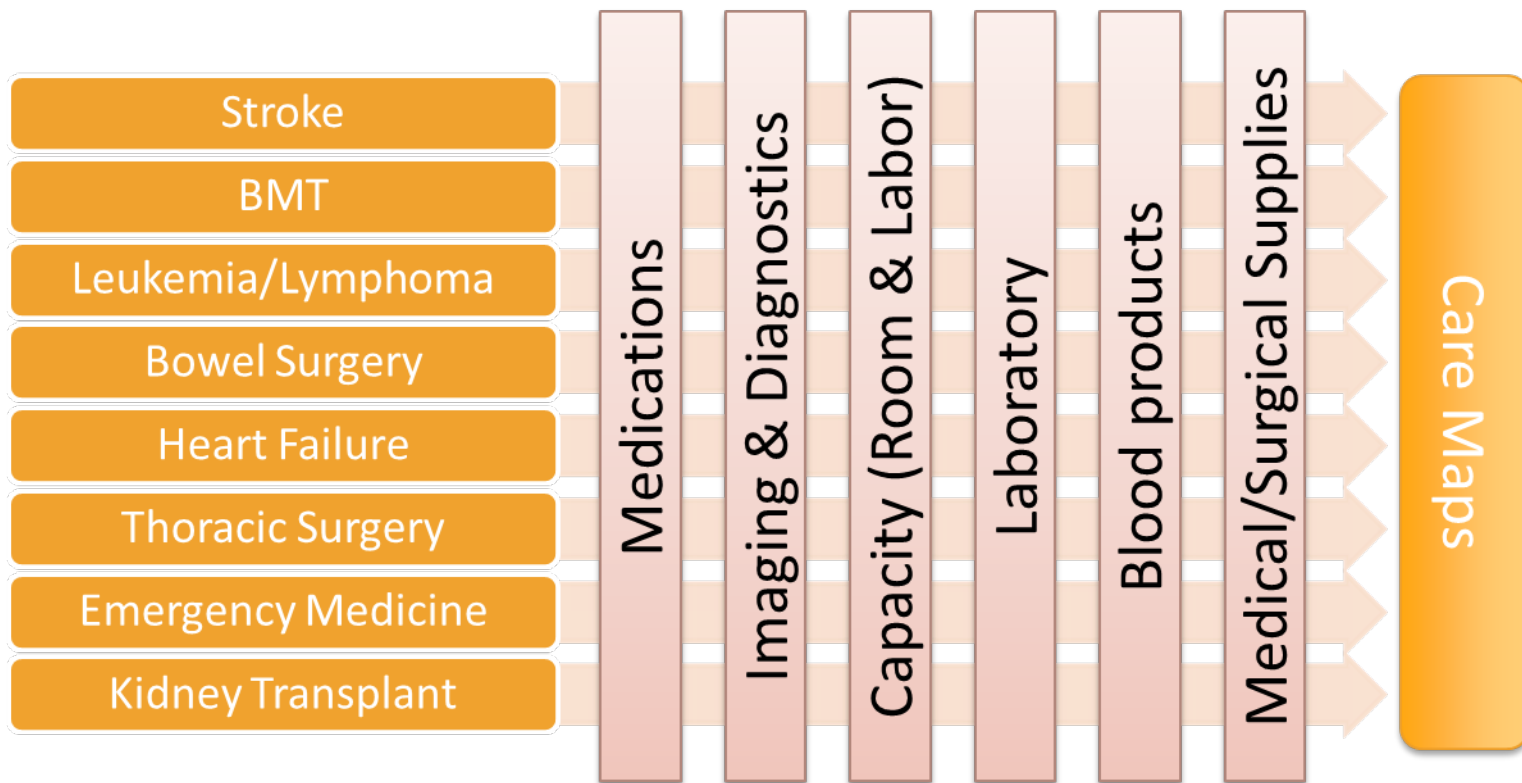 Stroke
BMT
Leukemia/Lymphoma
Bowel Surgery
Heart Failure
Thoracic Surgery
Emergency Medicine
Kidney Transplant
Medications
Imaging & Diagnostics
Capacity (Room & Labor)
Laboratory
Blood products
Medical/Surgical Supplies
Care Maps